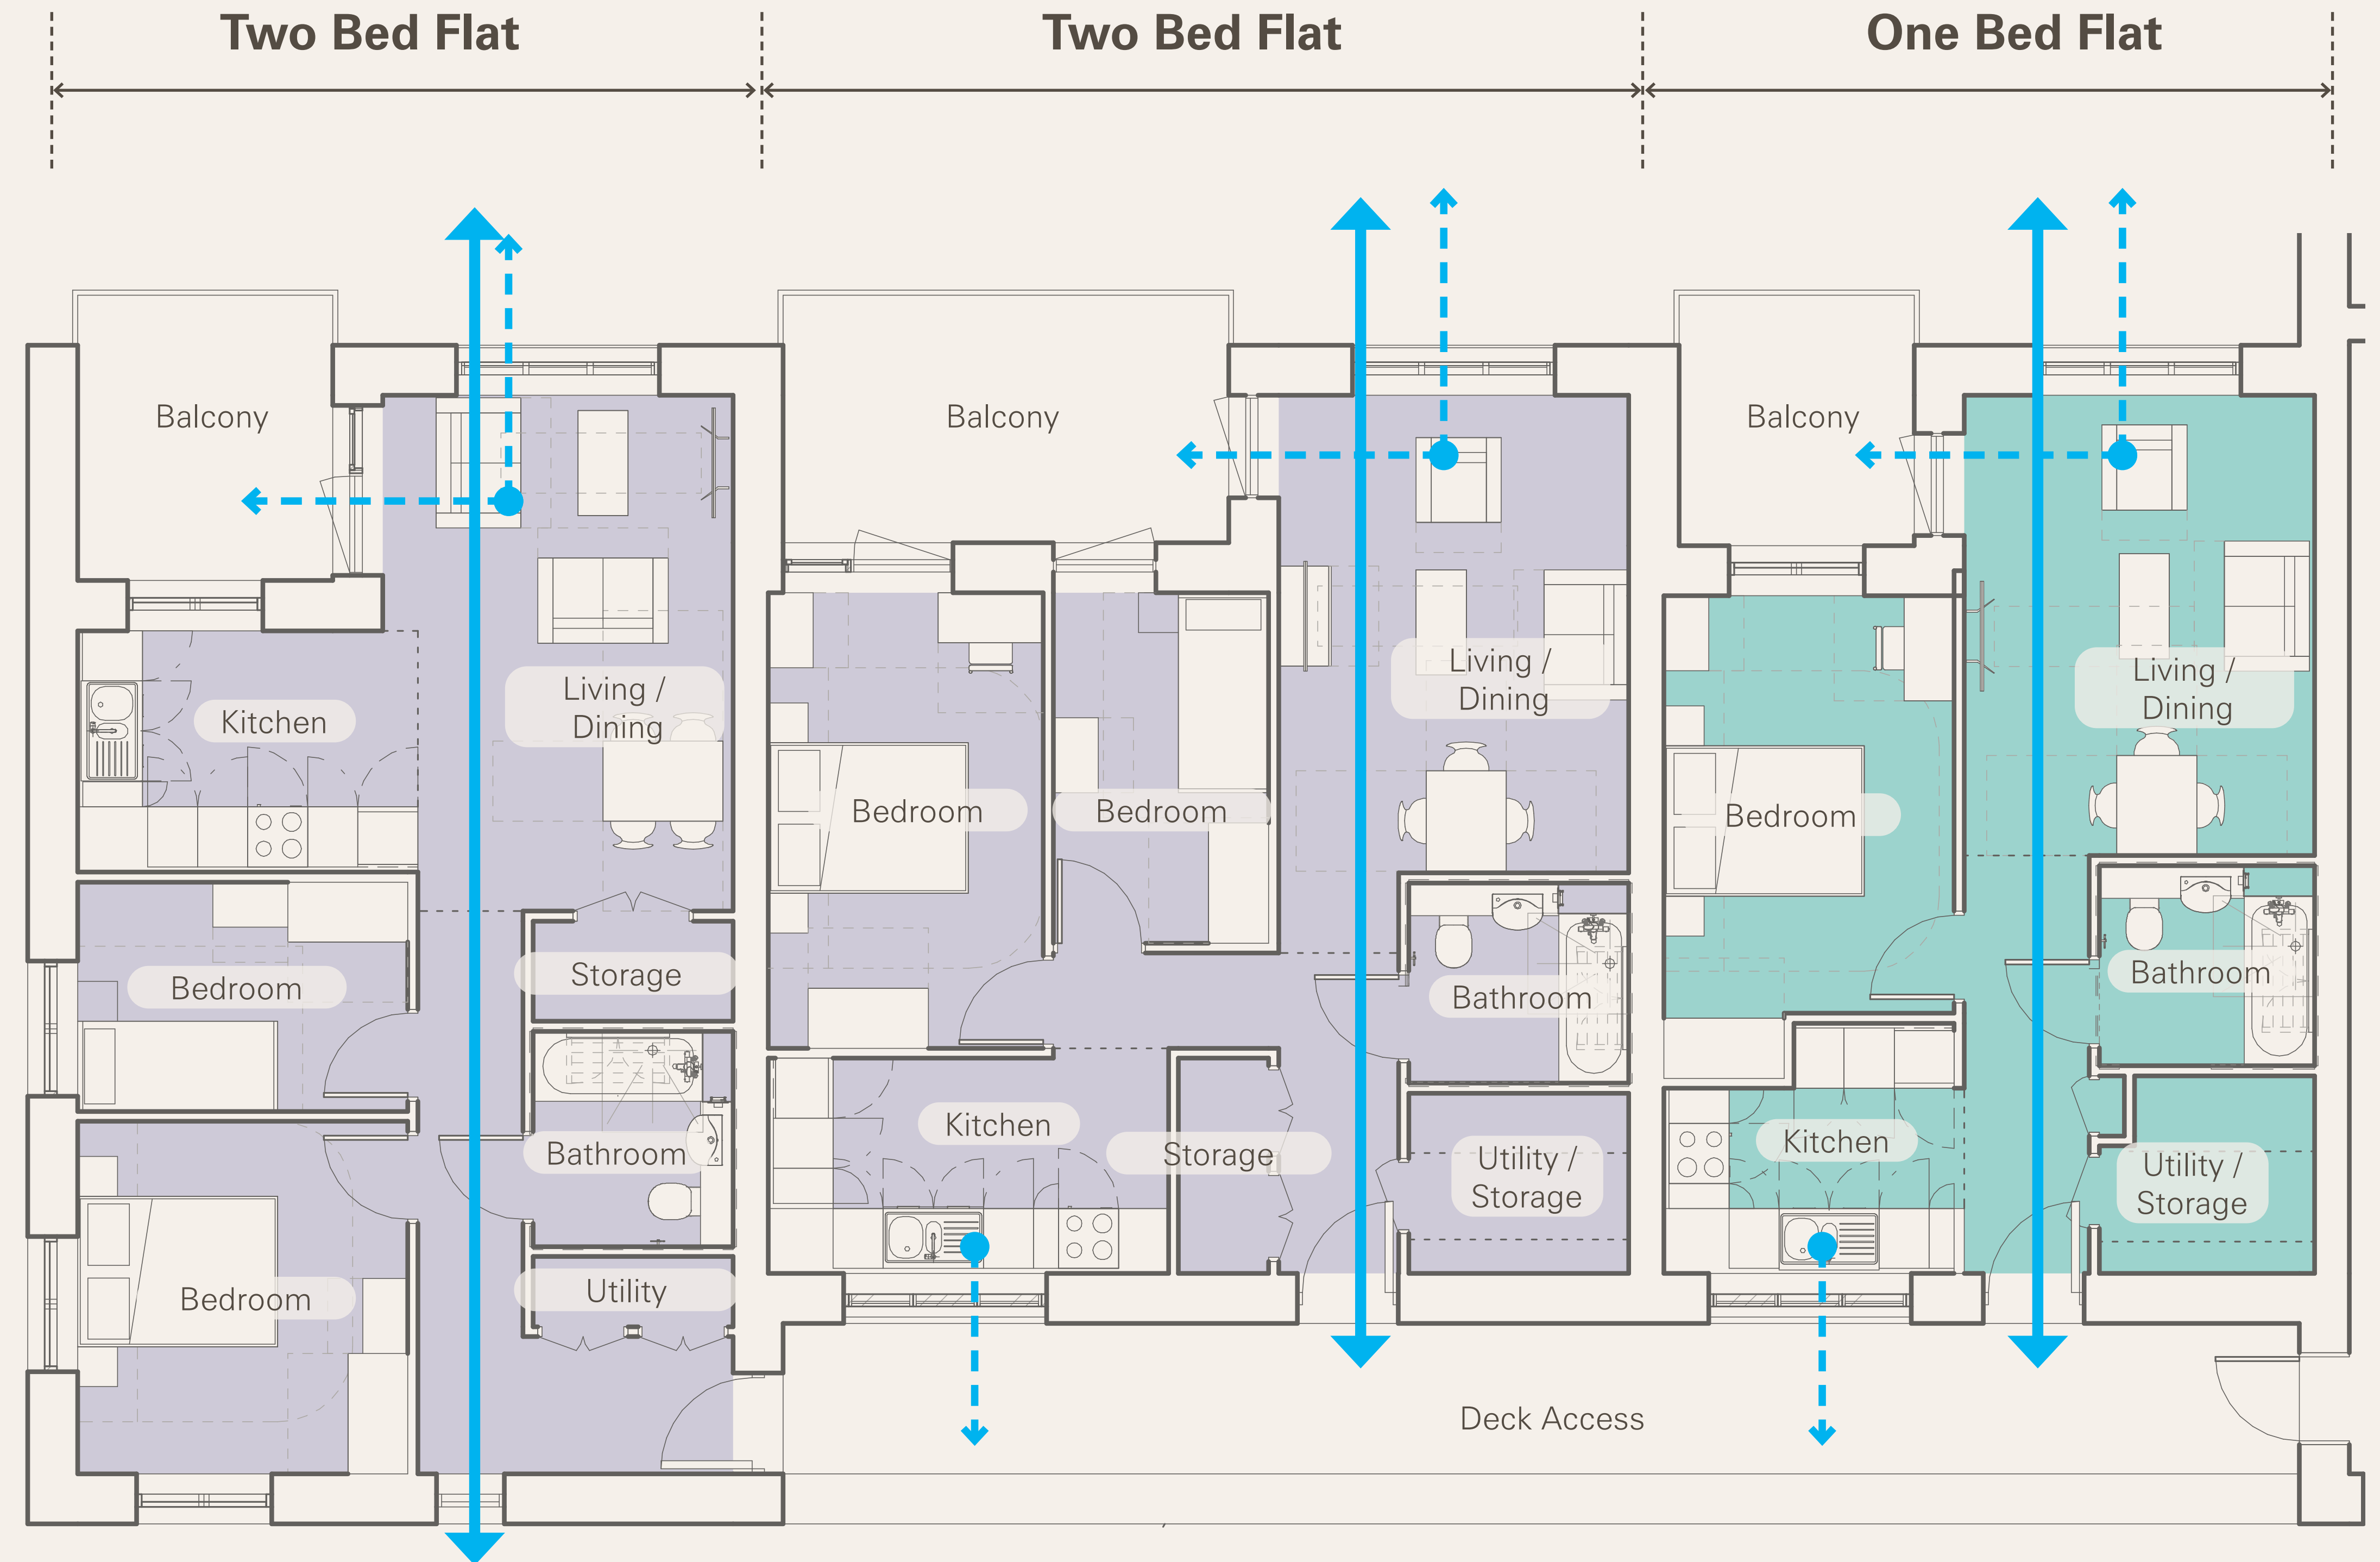 Two Bed Flat
Two Bed Flat
One Bed Flat
Balcony
Kitchen
Living /
Dining
Bedroom
Storage
Bathroom
Bedroom
Utility
Balcony
Living /
Dining
Bedroom
Bedroom
Bathroom
Kitchen
Storage
Utility /
Storage
Balcony
Living /
Dining
Bedroom
Bathroom
Kitchen
Utility /
Storage
Deck Access